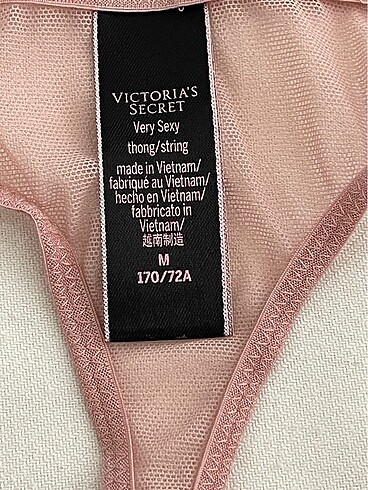 VICTORIA'S
SECRET
Very Sexy
thong/string
made in Vietnam/
fabriqué au Vietnam/
hecho en Vietnam/
fabbricato in
Vietnam/
越南制造
M
170/72A